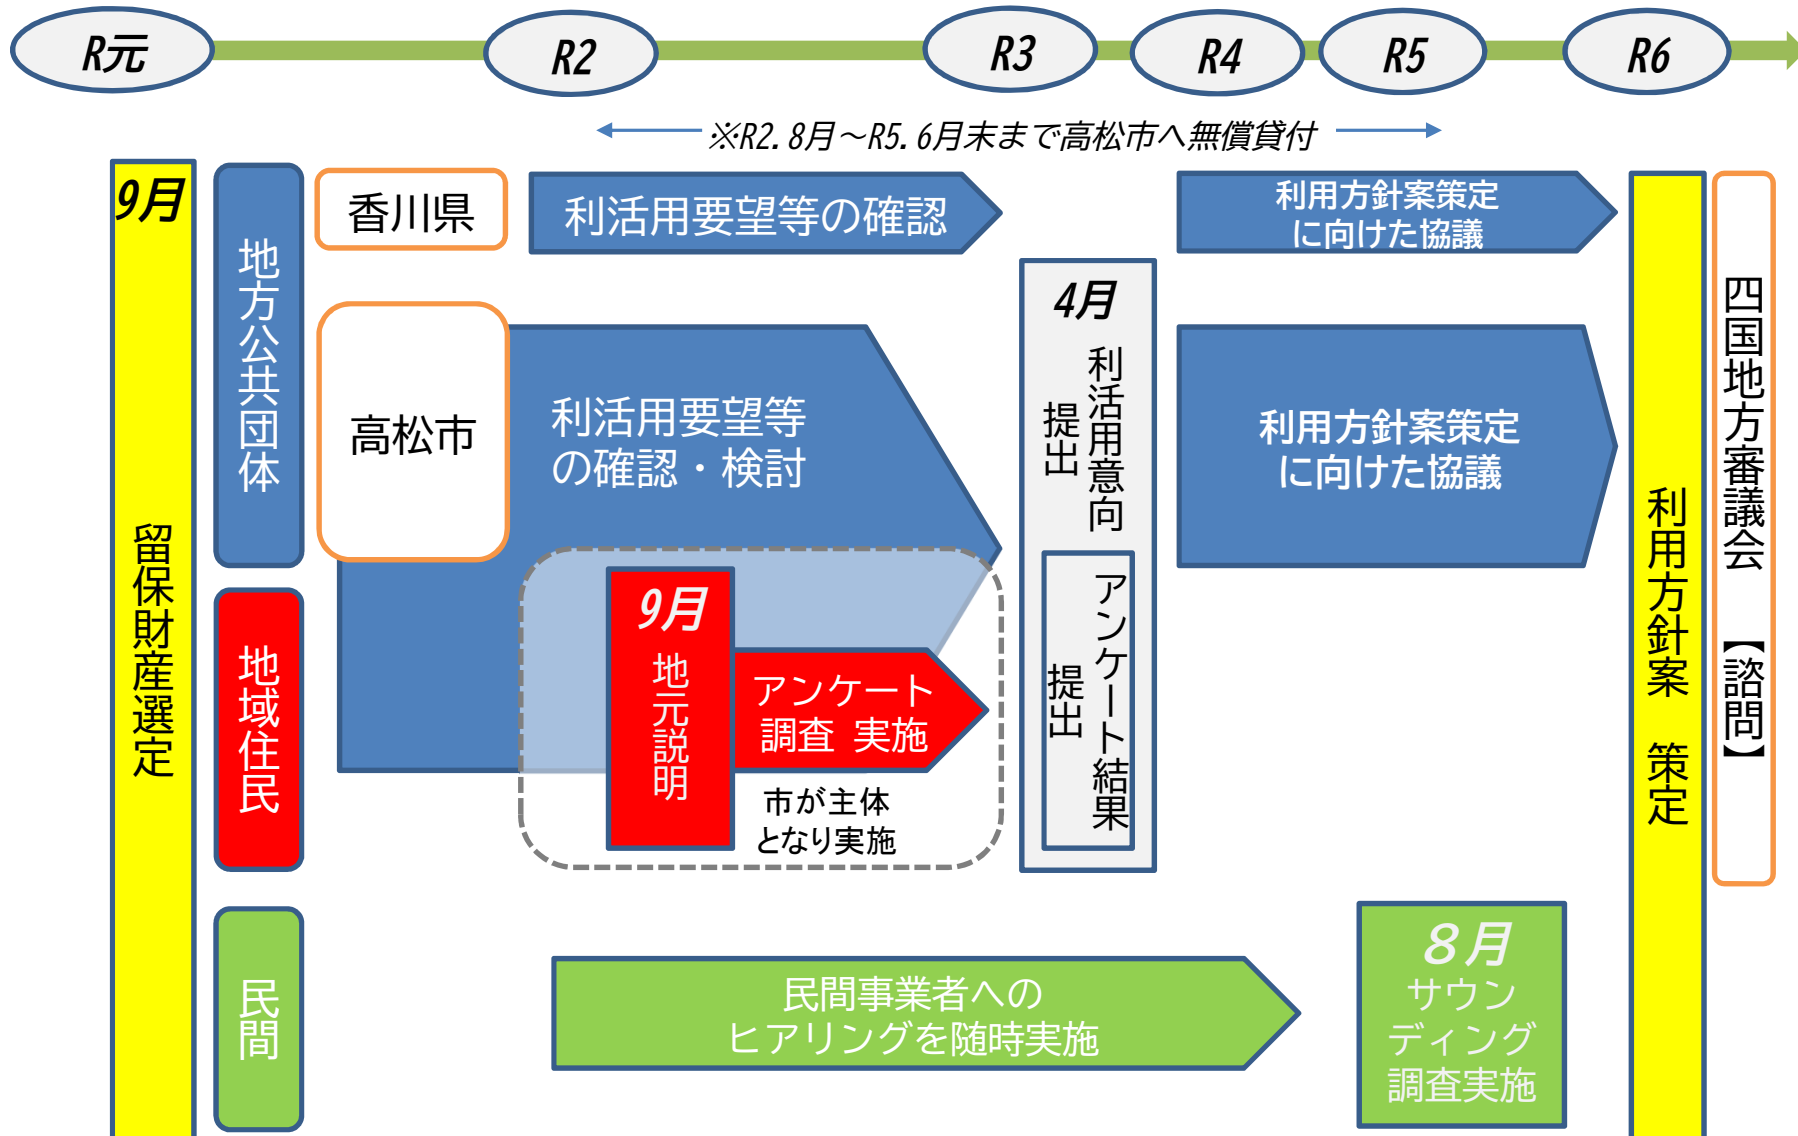 R元
R2
R3
R4
R5
R6
※R2.8月～R5.6月末まで高松市へ無償貸付
9月
留保財産選定
地方公共団体
香川県
利活用要望等の確認
利用方針案策定
に向けた協議
高松市
利活用要望等
の確認・検討
4月
利活用意向
提出
アンケート結果
提出
利用方針案策定
に向けた協議
地域住民
9月
地元説明
アンケート
調査 実施
市が主体
となり実施
民間
民間事業者への
ヒアリングを随時実施
８月
サウン
ディング
調査実施
利用方針案　策定
四国地方審議会　【諮問】